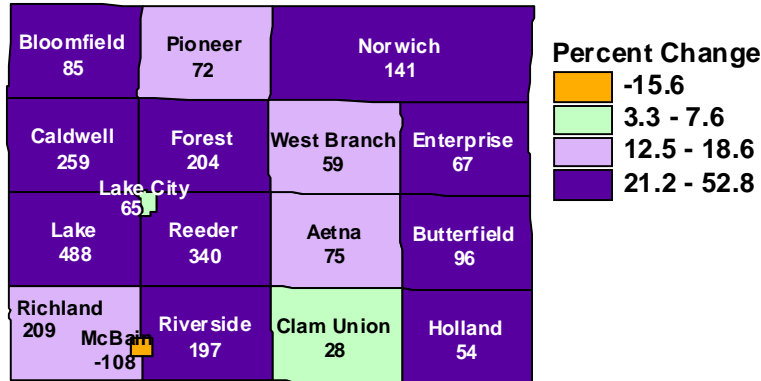 Bloomfield
85
Pioneer
72
Norwich
141
Percent Change
-15.6
3.3 - 7.6
12.5 - 18.6
21.2 - 52.8
Caldwell
259
Forest
204
West Branch
59
Enterprise
67
Lake City
65
Lake
488
Reeder
340
Aetna
75
Butterfield
96
Richland
209
McBain
-108
Riverside
197
Clam Union
28
Holland
54